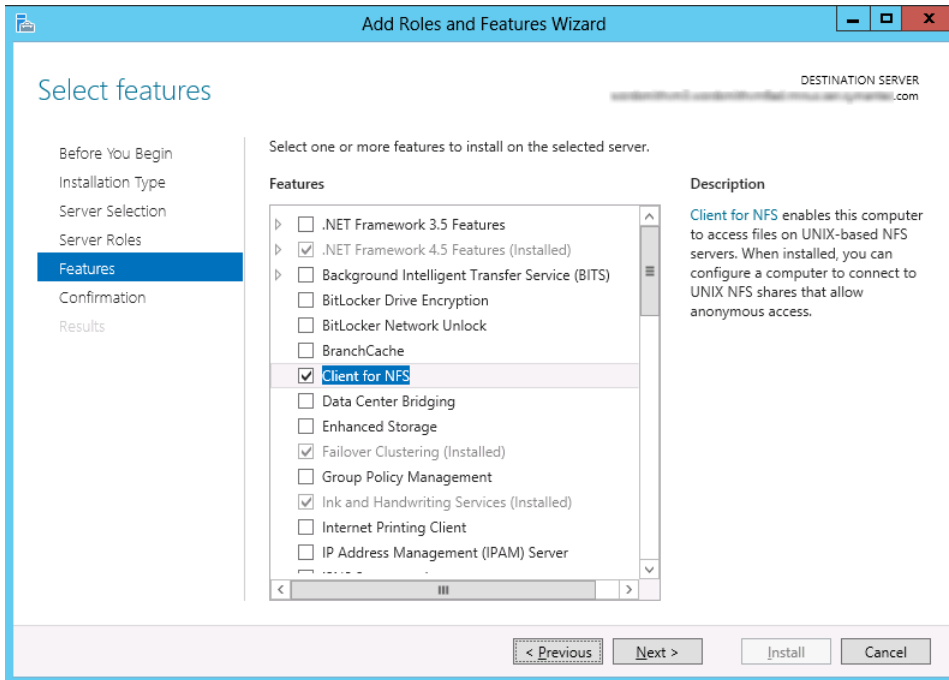 Add Roles and Features Wizard
Select features
DESTINATION SERVER
.com
Before You Begin
Installation Type
Server Selection
Server Roles
Features
Confirmation
Results
Select one or more features to install on the selected server.
Features
.NET Framework 3.5 Features
.NET Framework 4.5 Features (Installed)
Background Intelligent Transfer Service (BITS)
BitLocker Drive Encryption
BitLocker Network Unlock
BranchCache
Client for NFS
Data Center Bridging
Enhanced Storage
Failover Clustering (Installed)
Group Policy Management
Ink and Handwriting Services (Installed)
Internet Printing Client
IP Address Management (IPAM) Server
Description
Client for NFS enables this computer
to access files on UNIX-based NFS
servers. When installed, you can
configure a computer to connect to
UNIX NFS shares that allow
anonymous access.
< Previous
Next >
Install
Cancel